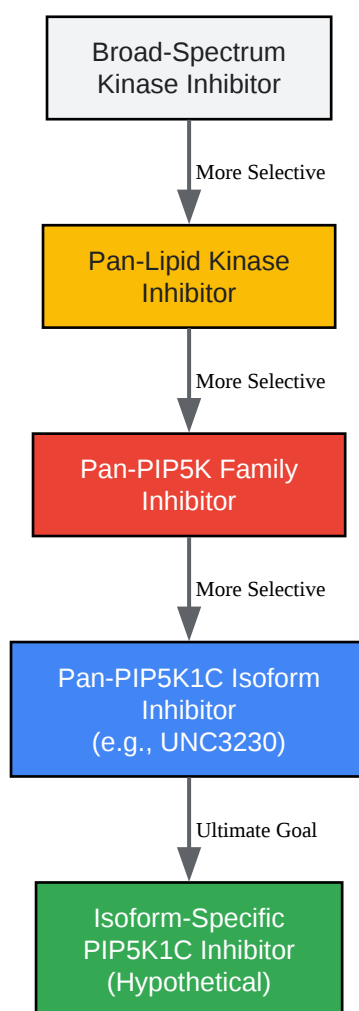 Broad-Spectrum
Kinase Inhibitor
More Selective
Pan-Lipid Kinase
Inhibitor
More Selective
Pan-PIP5K Family
Inhibitor
More Selective
Pan-PIP5K1C Isoform
Inhibitor
(e.g., UNC3230)
Ultimate Goal
Isoform-Specific
PIP5K1C Inhibitor
(Hypothetical)